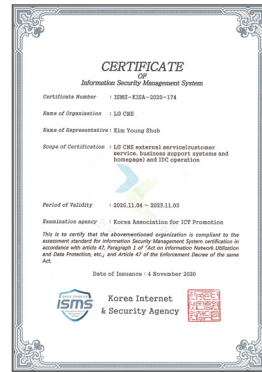 CERTIFICATE
OF
Information Security Management System
Certificate Number : ISMS-KISA-2020-174
Name of Organisation : LG CNS
Name of Representative : Kim Young Shub
Scope of Certification : LG CNS external service(customer
service, business support systems and
homepage) and IDC operation
Period of Validity : 2020.11.04 ~ 2023.11.03
Examination agency : Korea Association for ICT Promotion
This is to certify that the abovementioned organization is compliant to the
assessment standard for Information Security Management System certification in
accordance with article 47, Paragraph 1 of "Act on Information Network Utilization
and Data Protection, etc., and Article 47 of the Enforcement Decree of the same
Act.
Date of Issuance : 4 November 2020
ISMS
Korea Internet
& Security Agency